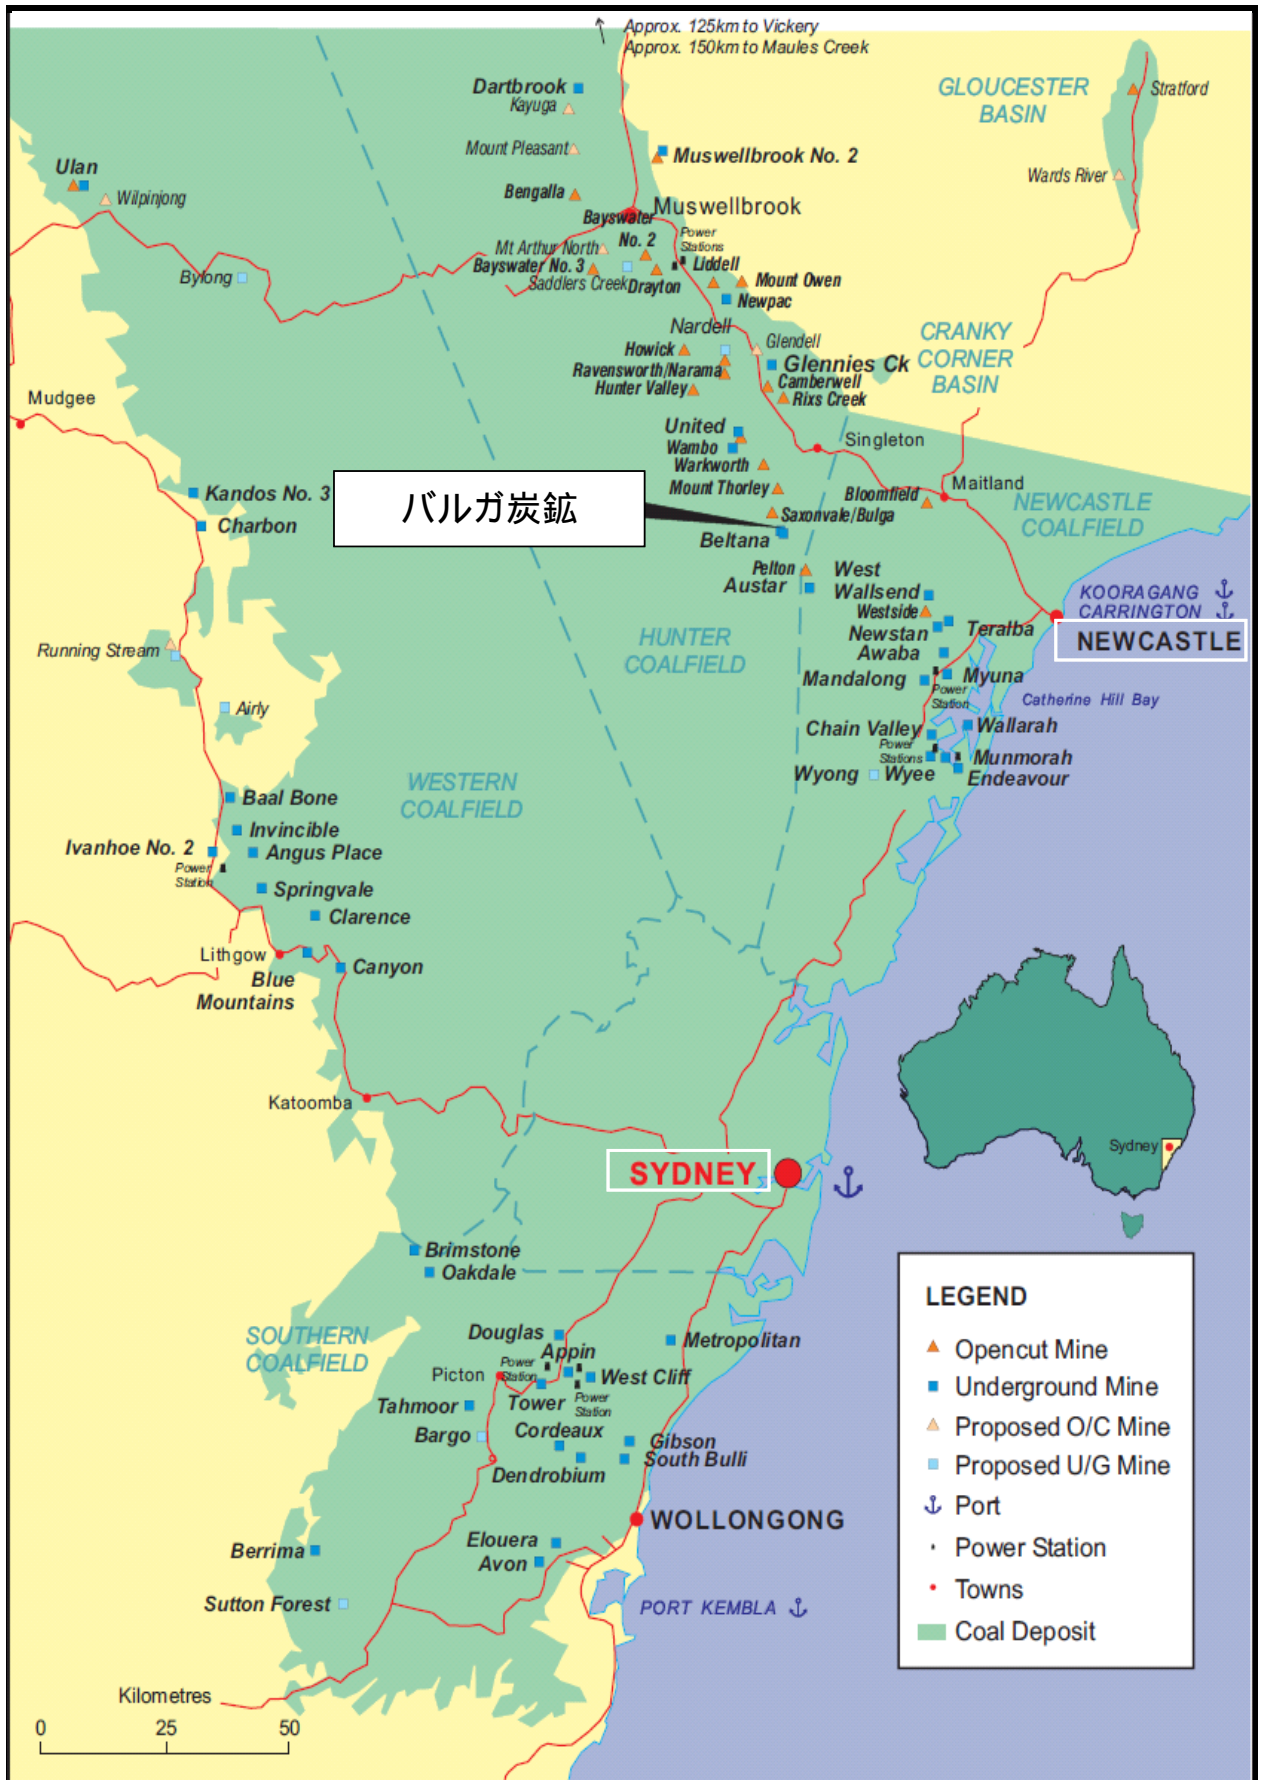 Approx. 125km to Vickery
Approx. 150km to Maules Creek
Dartbrook
Kayuga
GLOUCESTER
BASIN
Stratford
Mount Pleasant
Muswellbrook No. 2
Ulan
Wilpinjong
Wards River
Bengalla
Muswellbrook
Bayswater
No. 2
Power
Stations
Mt Arthur North
Bayswater No. 3
Liddell
Bylong
Saddlers Creek
Drayton
Mount Owen
Newpac
Nardell
CRANKY
CORNER
BASIN
Glendell
Howick
Glennies Ck
Ravensworth/Narama
Camberwell
Hunter Valley
Rixs Creek
Mudgee
United
Singleton
Wambo
Warkworth
Mount Thorley
Maitland
Bloomfield
Kandos No. 3
バルガ炭鉱
NEWCASTLE
COALFIELD
Saxonvale/Bulga
Charbon
Beltana
Pelton
West
Wallsend
Austar
KOORAGANG
CARRINGTON
Westside
Newstan
Teralba
NEWCASTLE
HUNTER
COALFIELD
Awaba
Running Stream
Mandalong
Myuna
Power
Station
Catherine Hill Bay
Airly
Chain Valley
Wallarah
Power
Stations
Munmorah
Wyong
Wyee
Endeavour
WESTERN
COALFIELD
Baal Bone
Invincible
Ivanhoe No. 2
Angus Place
Power
Station
Springvale
Clarence
Lithgow
Blue
Mountains
Canyon
Katoomba
Sydney
SYDNEY
Brimstone
Oakdale
SOUTHERN
COALFIELD
Douglas
Metropolitan
Appin
Picton
Power
Station
West Cliff
Tahmoor
Tower
Power
Station
Bargo
Cordeaux
Gibson
South Bulli
Dendrobium
WOLLONGONG
Elouera
Berrima
Avon
Sutton Forest
PORT KEMBLA
LEGEND
Opencut Mine
Underground Mine
Proposed O/C Mine
Proposed U/G Mine
Port
Power Station
Towns
Coal Deposit
Kilometres
0 25 50